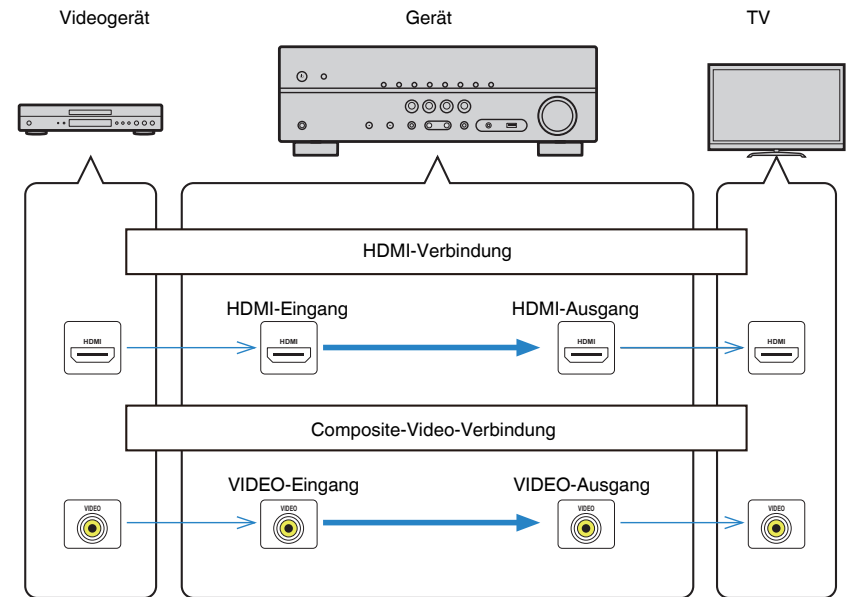 Videogerät
Gerät
TV
HDMI-Verbindung
HDMI-Eingang
HDMI-Ausgang
HDMI
HDMI
HDMI
HDMI
Composite-Video-Verbindung
VIDEO-Eingang
VIDEO-Ausgang
VIDEO
VIDEO
VIDEO
VIDEO